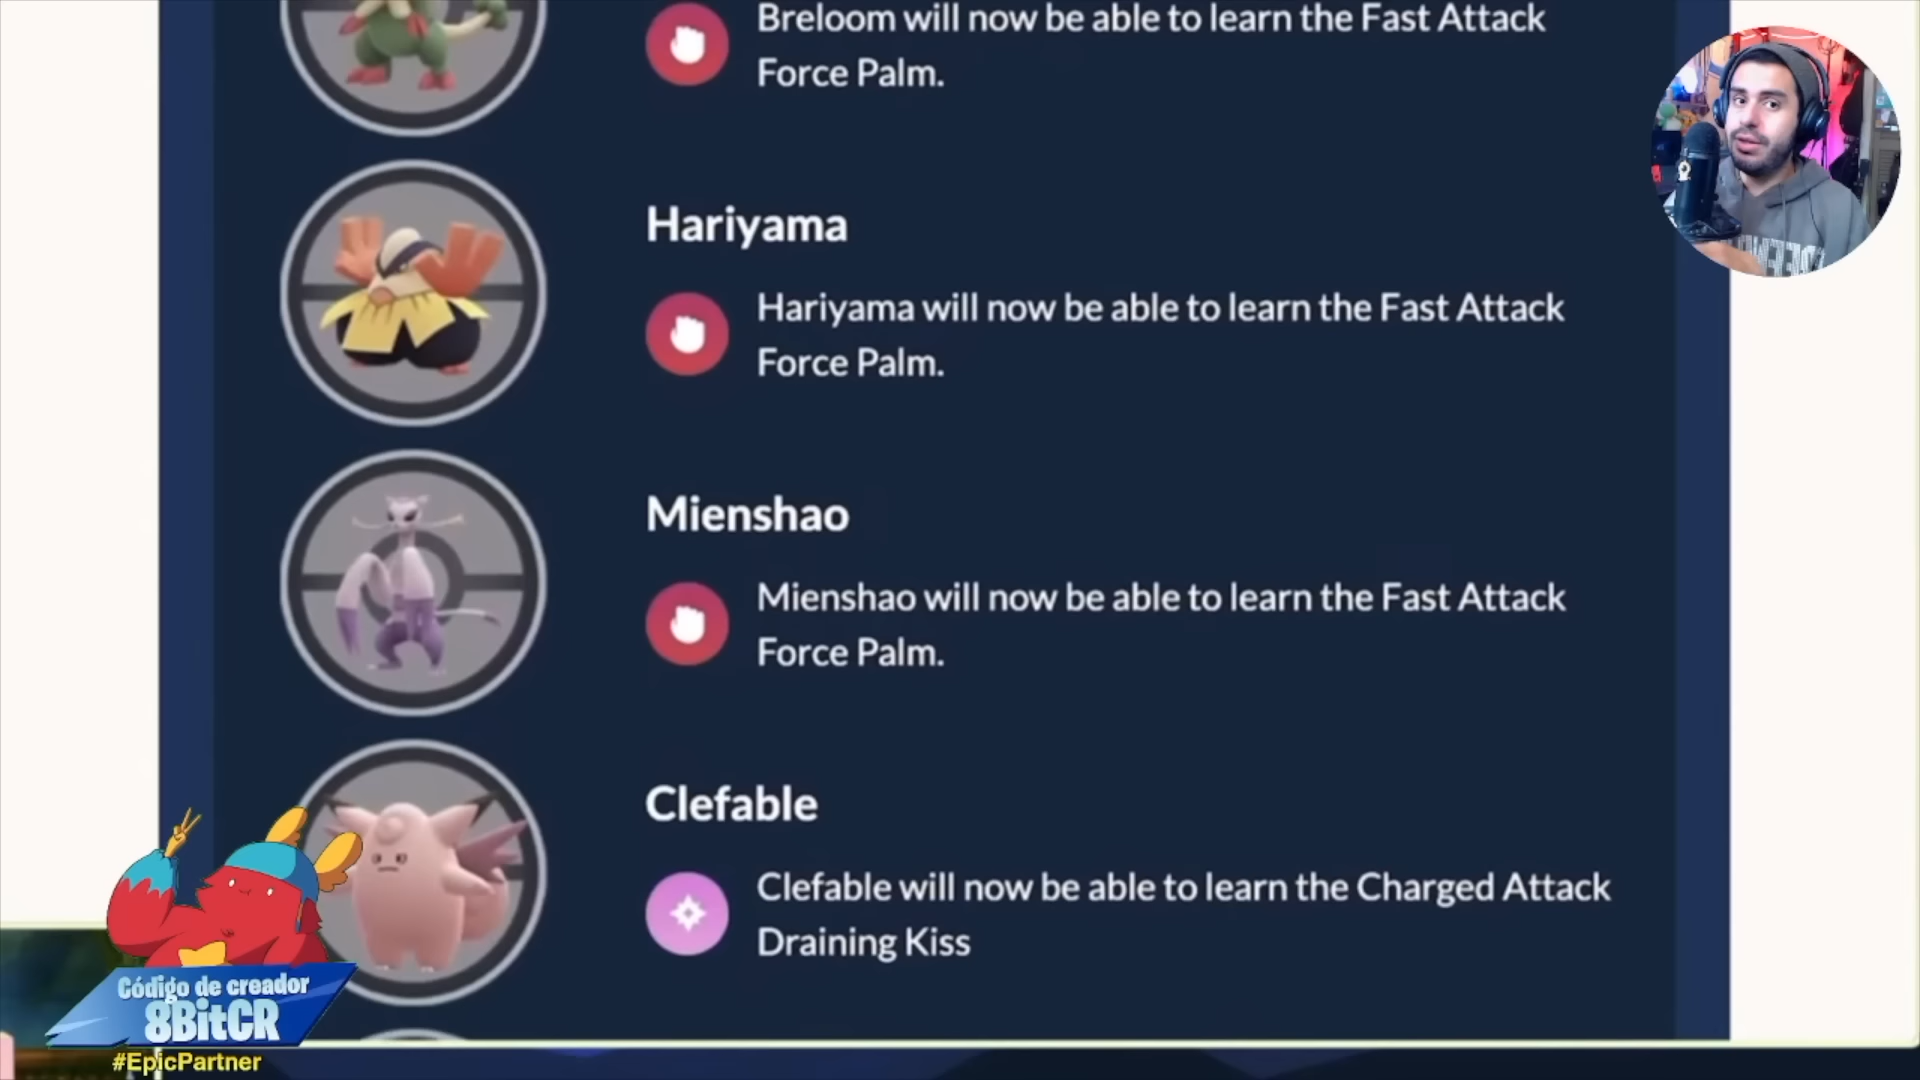 Breloom will now be able to learn the Fast Attack
Force Palm.
Hariyama
Hariyama will now be able to learn the Fast Attack
Force Palm.
Mienshao
Mienshao will now be able to learn the Fast Attack
Force Palm.
Clefable
Clefable will now be able to learn the Charged Attack
Draining Kiss
Código de creador
8BitCR
#EpicPartner